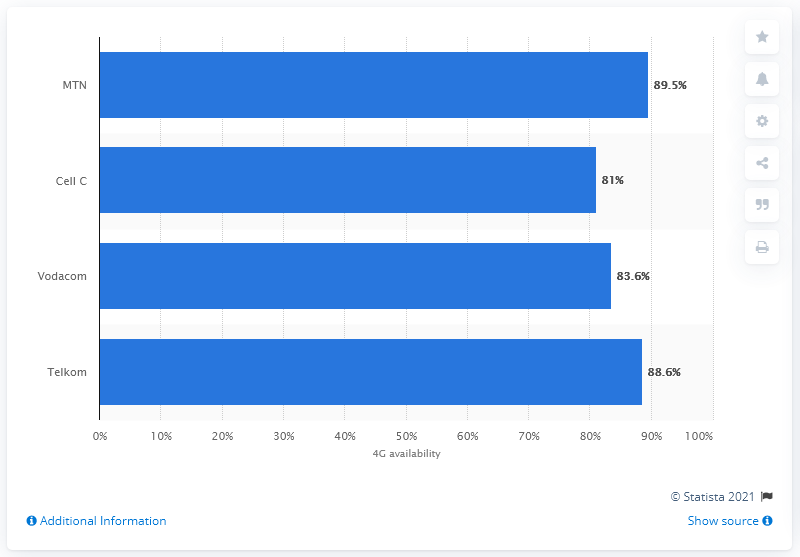 MTN
89.5%
Cell C
81%
Vodacom
83.6%
Telkom
88.6%
0% 10% 20% 30% 40% 50% 60% 70% 80% 90% 100%
4G availability
© Statista 2021
Additional Information
Show source